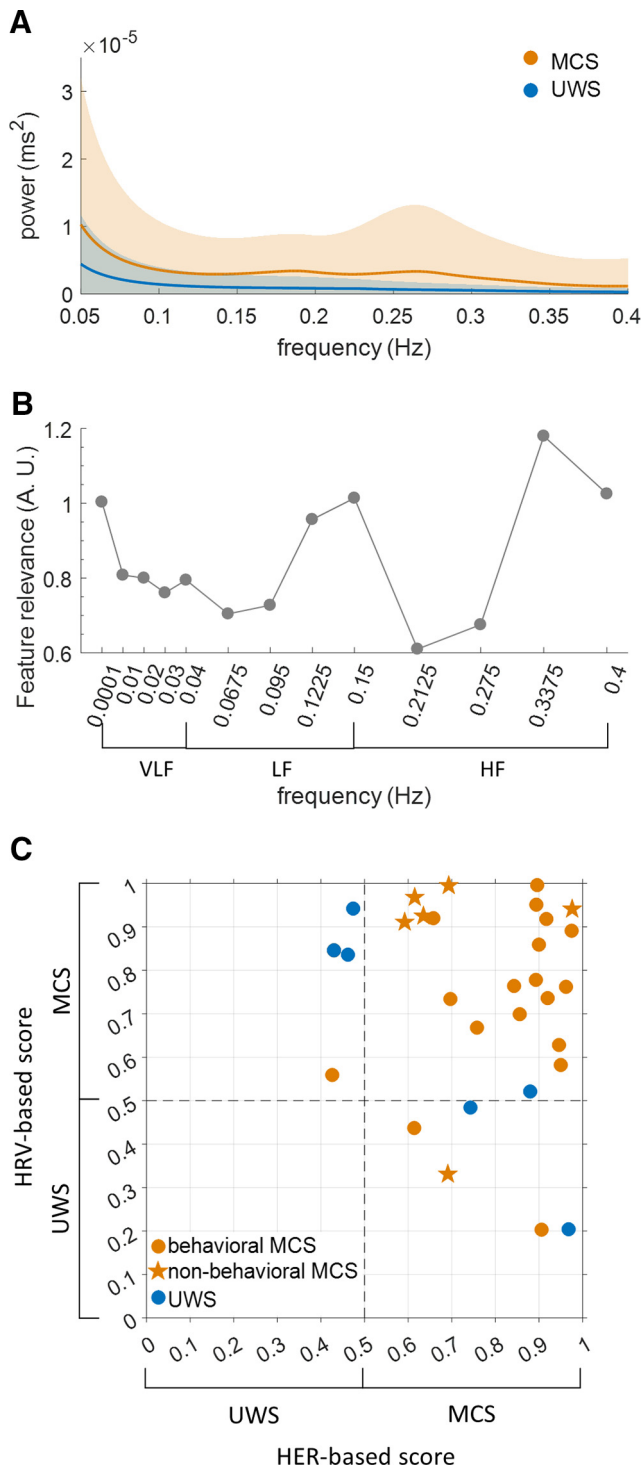 A
×10⁻⁵
MCS
UWS
3
2
1
0
power (ms²)
0.05 0.1 0.15 0.2 0.25 0.3 0.35 0.4
frequency (Hz)
B
1.2
1
0.8
0.6
Feature relevance (A. U.)
0.0001 0.01 0.02 0.03 0.04 0.0675 0.095 0.1225 0.15 0.2125 0.275 0.3375 0.4
VLF LF HF
frequency (Hz)
C
1
0.9
0.8
0.7
0.6
0.5
0.4
0.3
0.2
0.1
0
MCS
UWS
HRV-based score
behavioral MCS
non-behavioral MCS
UWS
0 0.1 0.2 0.3 0.4 0.5 0.6 0.7 0.8 0.9 1
UWS MCS
HER-based score